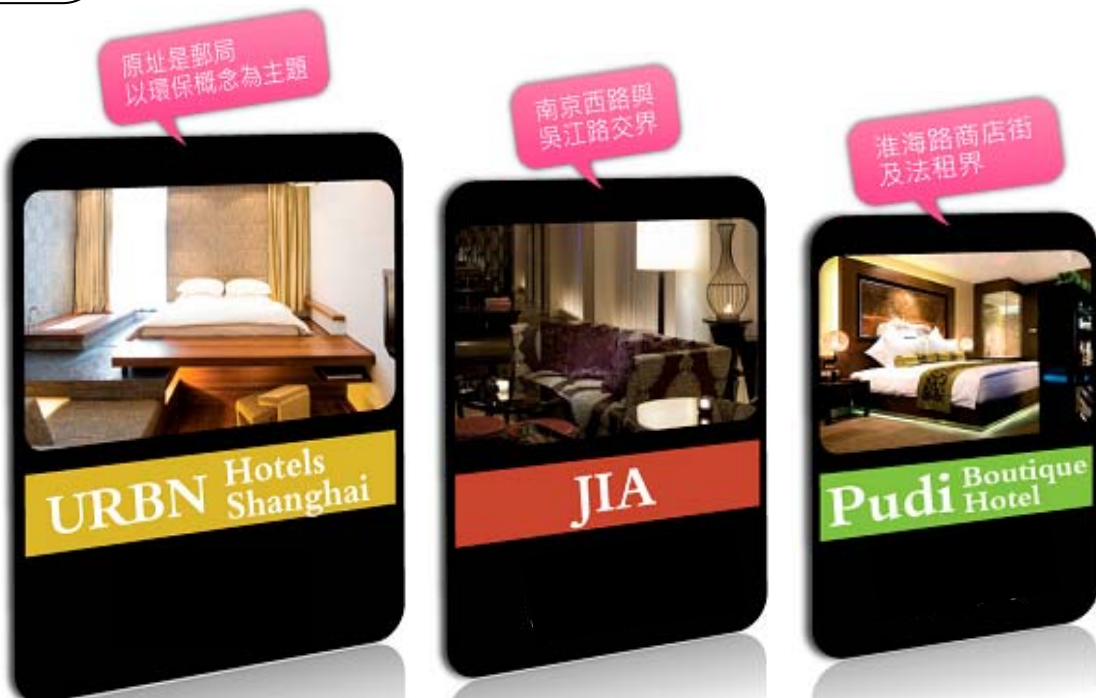 原址是郵局
以環保概念為主題
URBN Hotels
Shanghai
南京西路與
吳江路交界
JIA
淮海路商店街
及法租界
Pudi Boutique
Hotel